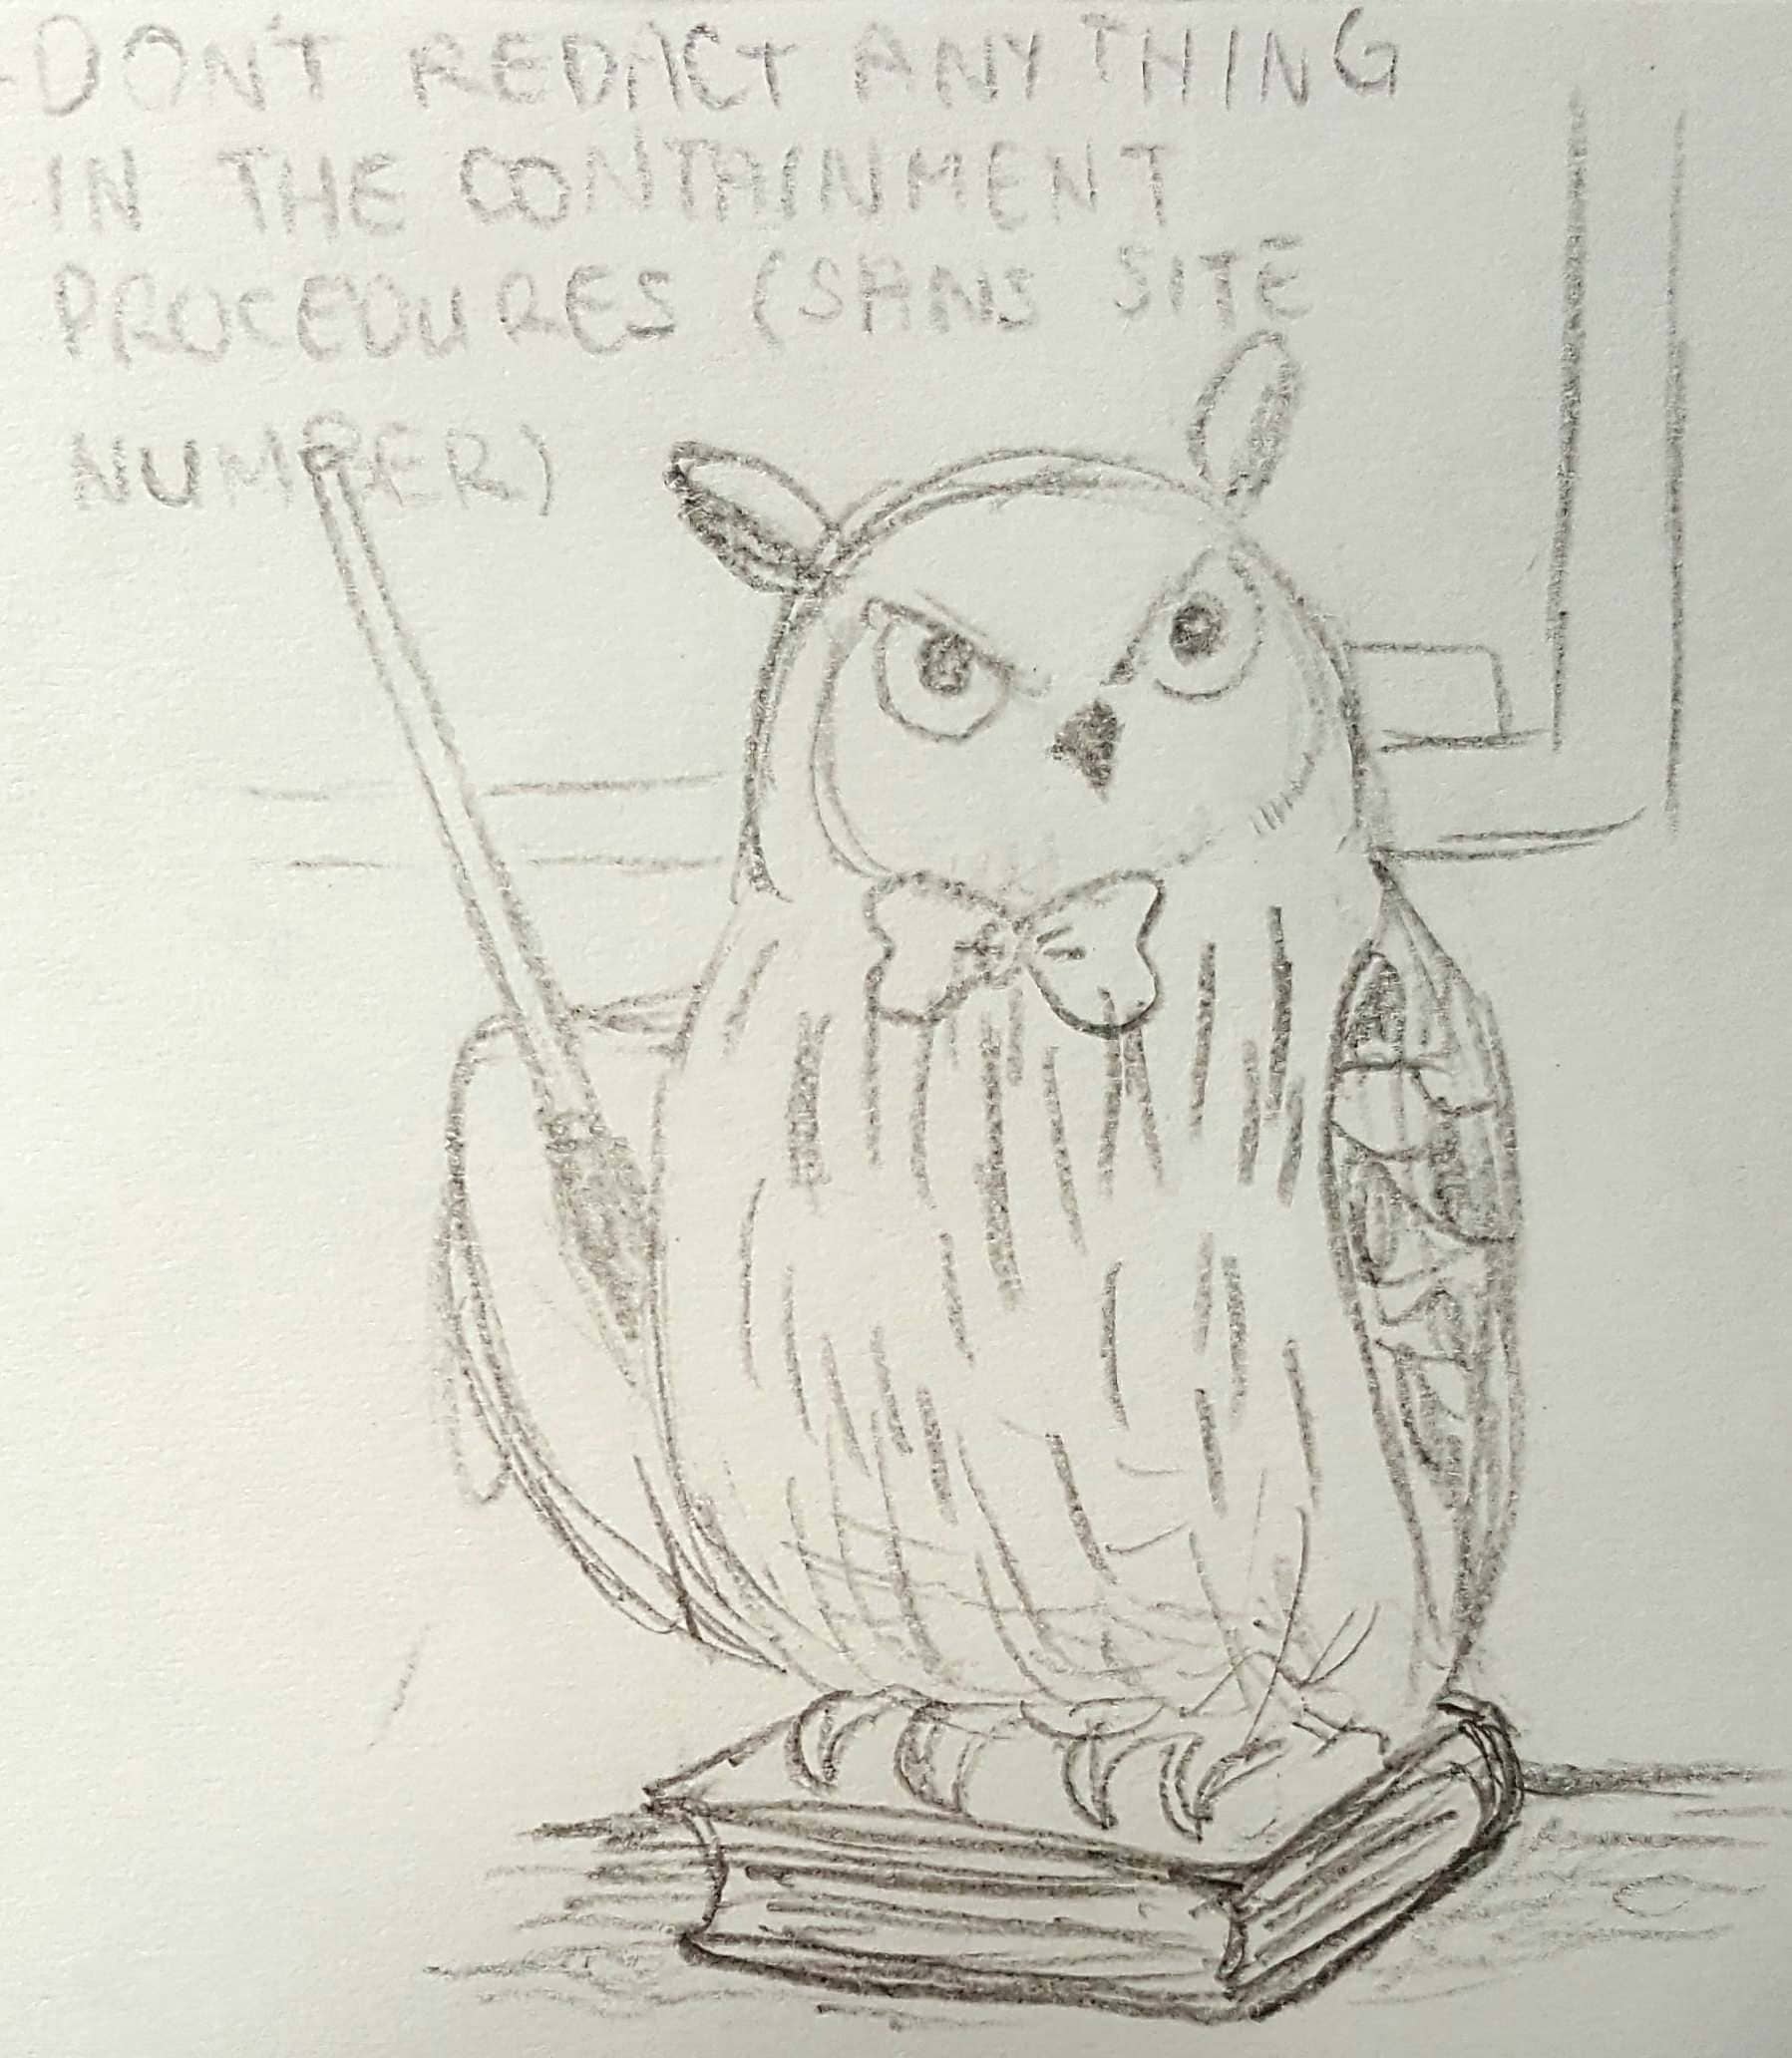 -DON'T REDACT ANYTHING
IN THE CONTAINMENT
PROCEDURES (SANS SITE
NUMBER)